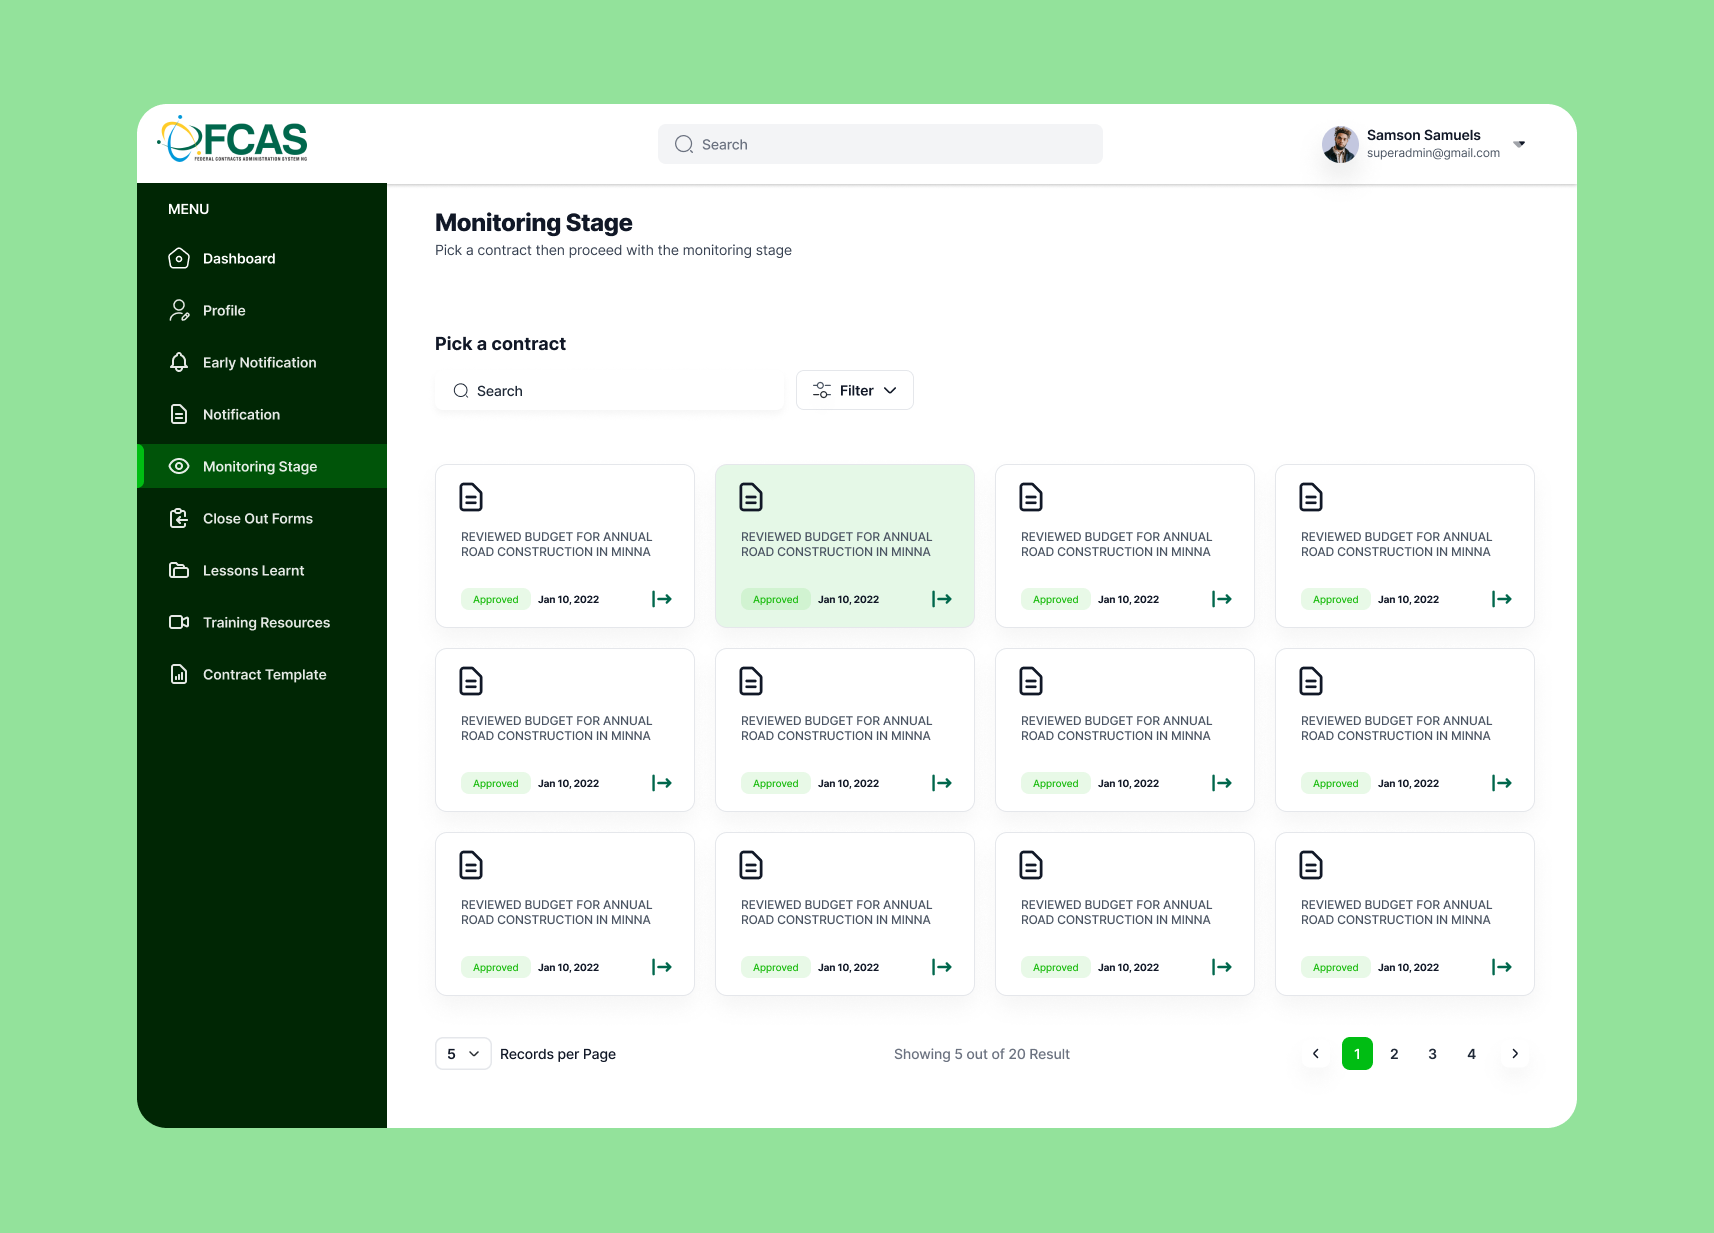 FCAS
FEDERAL CONTRACTS ADMINISTRATION SYSTEM NG
Search
Samson Samuels
superadmin@gmail.com
MENU
Dashboard
Profile
Early Notification
Notification
Monitoring Stage
Close Out Forms
Lessons Learnt
Training Resources
Contract Template
Monitoring Stage
Pick a contract then proceed with the monitoring stage
Pick a contract
Search
Filter
REVIEWED BUDGET FOR ANNUAL
ROAD CONSTRUCTION IN MINNA
Approved Jan 10, 2022
REVIEWED BUDGET FOR ANNUAL
ROAD CONSTRUCTION IN MINNA
Approved Jan 10, 2022
REVIEWED BUDGET FOR ANNUAL
ROAD CONSTRUCTION IN MINNA
Approved Jan 10, 2022
REVIEWED BUDGET FOR ANNUAL
ROAD CONSTRUCTION IN MINNA
Approved Jan 10, 2022
REVIEWED BUDGET FOR ANNUAL
ROAD CONSTRUCTION IN MINNA
Approved Jan 10, 2022
REVIEWED BUDGET FOR ANNUAL
ROAD CONSTRUCTION IN MINNA
Approved Jan 10, 2022
REVIEWED BUDGET FOR ANNUAL
ROAD CONSTRUCTION IN MINNA
Approved Jan 10, 2022
REVIEWED BUDGET FOR ANNUAL
ROAD CONSTRUCTION IN MINNA
Approved Jan 10, 2022
REVIEWED BUDGET FOR ANNUAL
ROAD CONSTRUCTION IN MINNA
Approved Jan 10, 2022
REVIEWED BUDGET FOR ANNUAL
ROAD CONSTRUCTION IN MINNA
Approved Jan 10, 2022
REVIEWED BUDGET FOR ANNUAL
ROAD CONSTRUCTION IN MINNA
Approved Jan 10, 2022
REVIEWED BUDGET FOR ANNUAL
ROAD CONSTRUCTION IN MINNA
Approved Jan 10, 2022
5 Records per Page
Showing 5 out of 20 Result
1 2 3 4